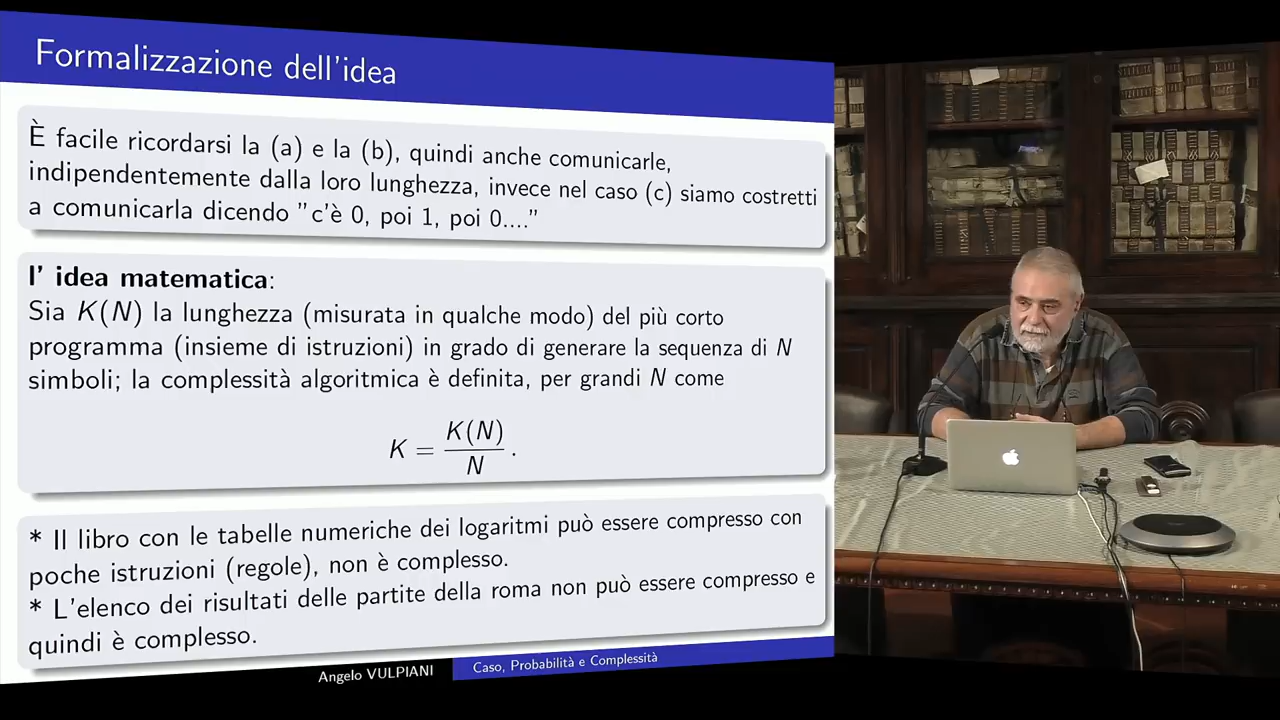 Formalizzazione dell'idea
È facile ricordarsi la (a) e la (b), quindi anche comunicarle,
indipendentemente dalla loro lunghezza, invece nel caso (c) siamo costretti
a comunicarla dicendo "c'è 0, poi 1, poi 0...."
l' idea matematica:
Sia K(N) la lunghezza (misurata in qualche modo) del più corto
programma (insieme di istruzioni) in grado di generare la sequenza di N
simboli; la complessità algoritmica è definita, per grandi N come
K = K(N) / N .
* Il libro con le tabelle numeriche dei logaritmi può essere compresso con
poche istruzioni (regole), non è complesso.
* L'elenco dei risultati delle partite della roma non può essere compresso e
quindi è complesso.
Angelo VULPIANI Caso, Probabilità e Complessità